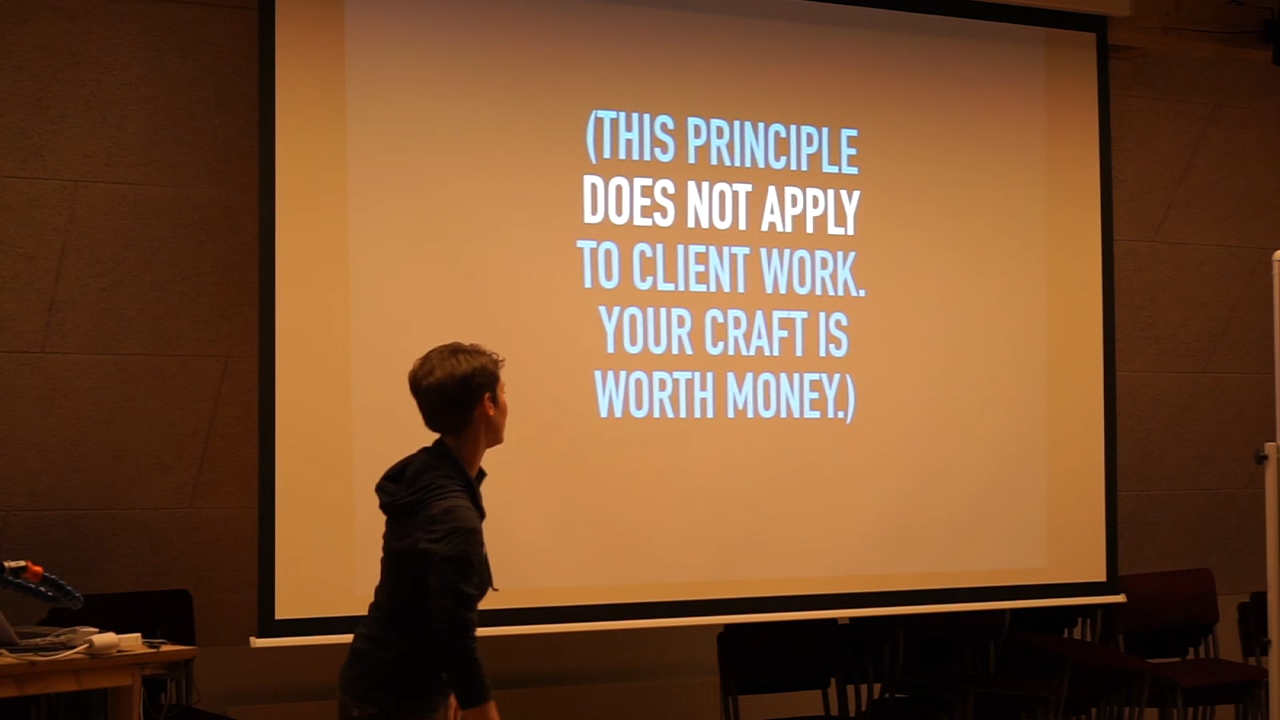 (THIS PRINCIPLE
DOES NOT APPLY
TO CLIENT WORK.
YOUR CRAFT IS
WORTH MONEY.)